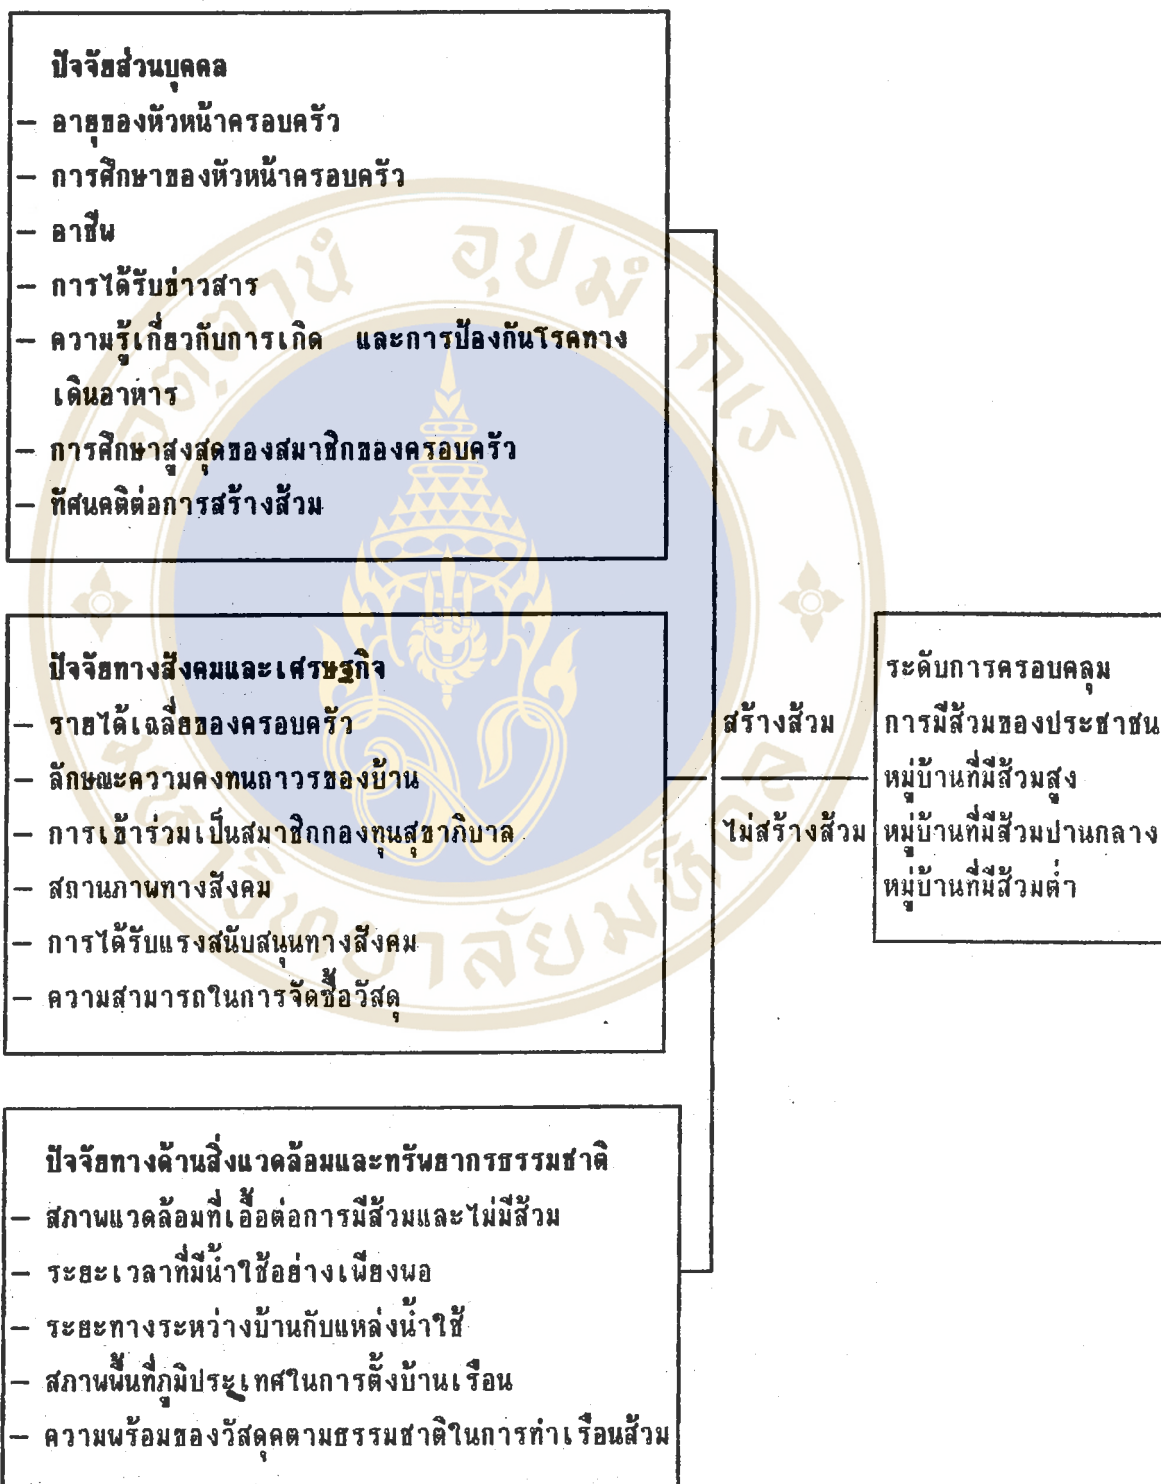 ปัจจัยส่วนบุคคล
- อายุของหัวหน้าครอบครัว
- การศึกษาของหัวหน้าครอบครัว
- อาชีพ
- การได้รับข่าวสาร
- ความรู้เกี่ยวกับการเกิด และการป้องกันโรคทาง
เดินอาหาร
- การศึกษาสูงสุดของสมาชิกของครอบครัว
- ทัศนคติต่อการสร้างส้วม
ปัจจัยทางสังคมและเศรษฐกิจ
- รายได้เฉลี่ยของครอบครัว
- ลักษณะความคงทนถาวรของบ้าน
- การเข้าร่วมเป็นสมาชิกกองทุนสุขาภิบาล
- สถานภาพทางสังคม
- การได้รับแรงสนับสนุนทางสังคม
- ความสามารถในการจัดซื้อวัสดุ
สร้างส้วม
ไม่สร้างส้วม
ระดับการครอบคลุม
การมีส้วมของประชาชน
หมู่บ้านที่มีส้วมสูง
หมู่บ้านที่มีส้วมปานกลาง
หมู่บ้านที่มีส้วมต่ำ
ปัจจัยทางด้านสิ่งแวดล้อมและทรัพยากรธรรมชาติ
- สภาพแวดล้อมที่เอื้อต่อการมีส้วมและไม่มีส้วม
- ระยะเวลาที่มีน้ำใช้อย่างเพียงพอ
- ระยะทางระหว่างบ้านกับแหล่งน้ำใช้
- สภาพพื้นที่ภูมิประเทศในการตั้งบ้านเรือน
- ความพร้อมของวัสดุคตามธรรมชาติในการทำเรือนส้วม
อตฺตานํ อุปมํ กเร
มหาวิทยาลัยมหิดล